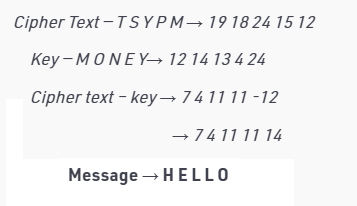 Cipher Text – T S Y P M → 19 18 24 15 12
Key – M O N E Y→ 12 14 13 4 24
Cipher text – key → 7 4 11 11 -12
→ 7 4 11 11 14
Message → H E L L O